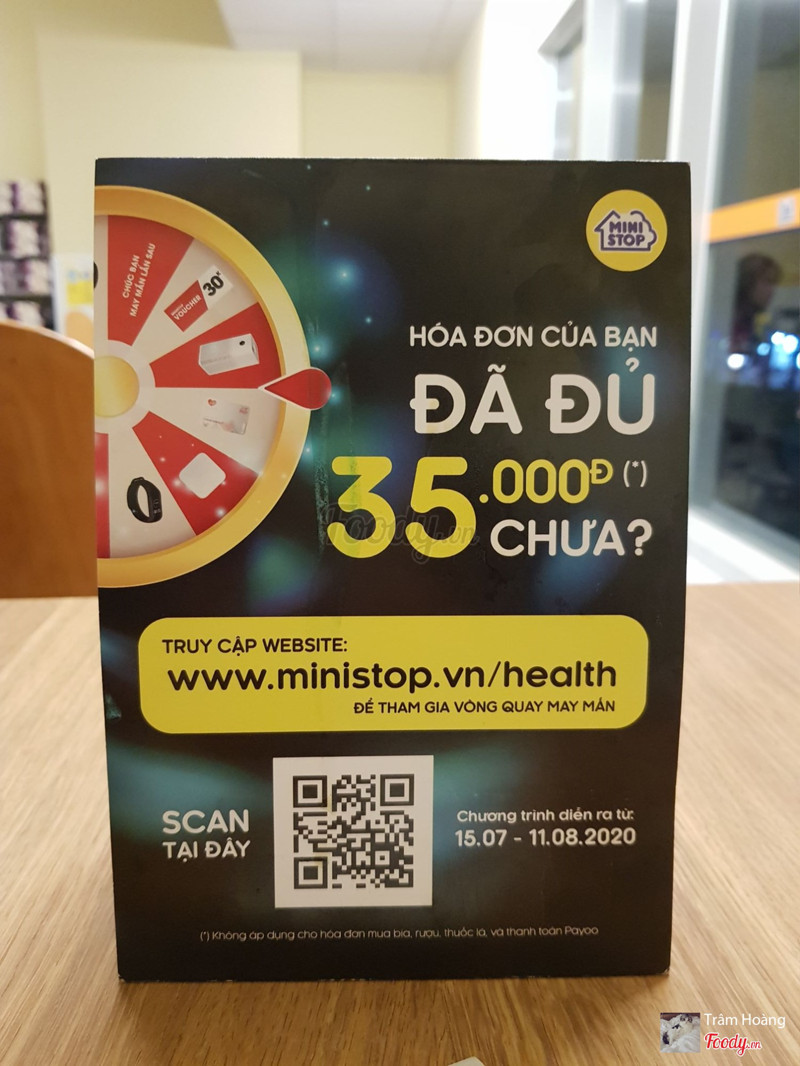 MINI
STOP
CHÚC BẠN
MAY MẮN LẦN SAU
VOUCHER
30K
HÓA ĐƠN CỦA BẠN
ĐÃ ĐỦ
35.000Đ (*)
CHƯA?
TRUY CẬP WEBSITE:
www.ministop.vn/health
ĐỂ THAM GIA VÒNG QUAY MAY MẮN
SCAN
TẠI ĐÂY
Chương trình diễn ra từ:
15.07 - 11.08.2020
(*) Không áp dụng cho hóa đơn mua bia, rượu, thuốc lá, và thanh toán Payoo
Foody.vn
Trâm Hoàng
Foody.vn